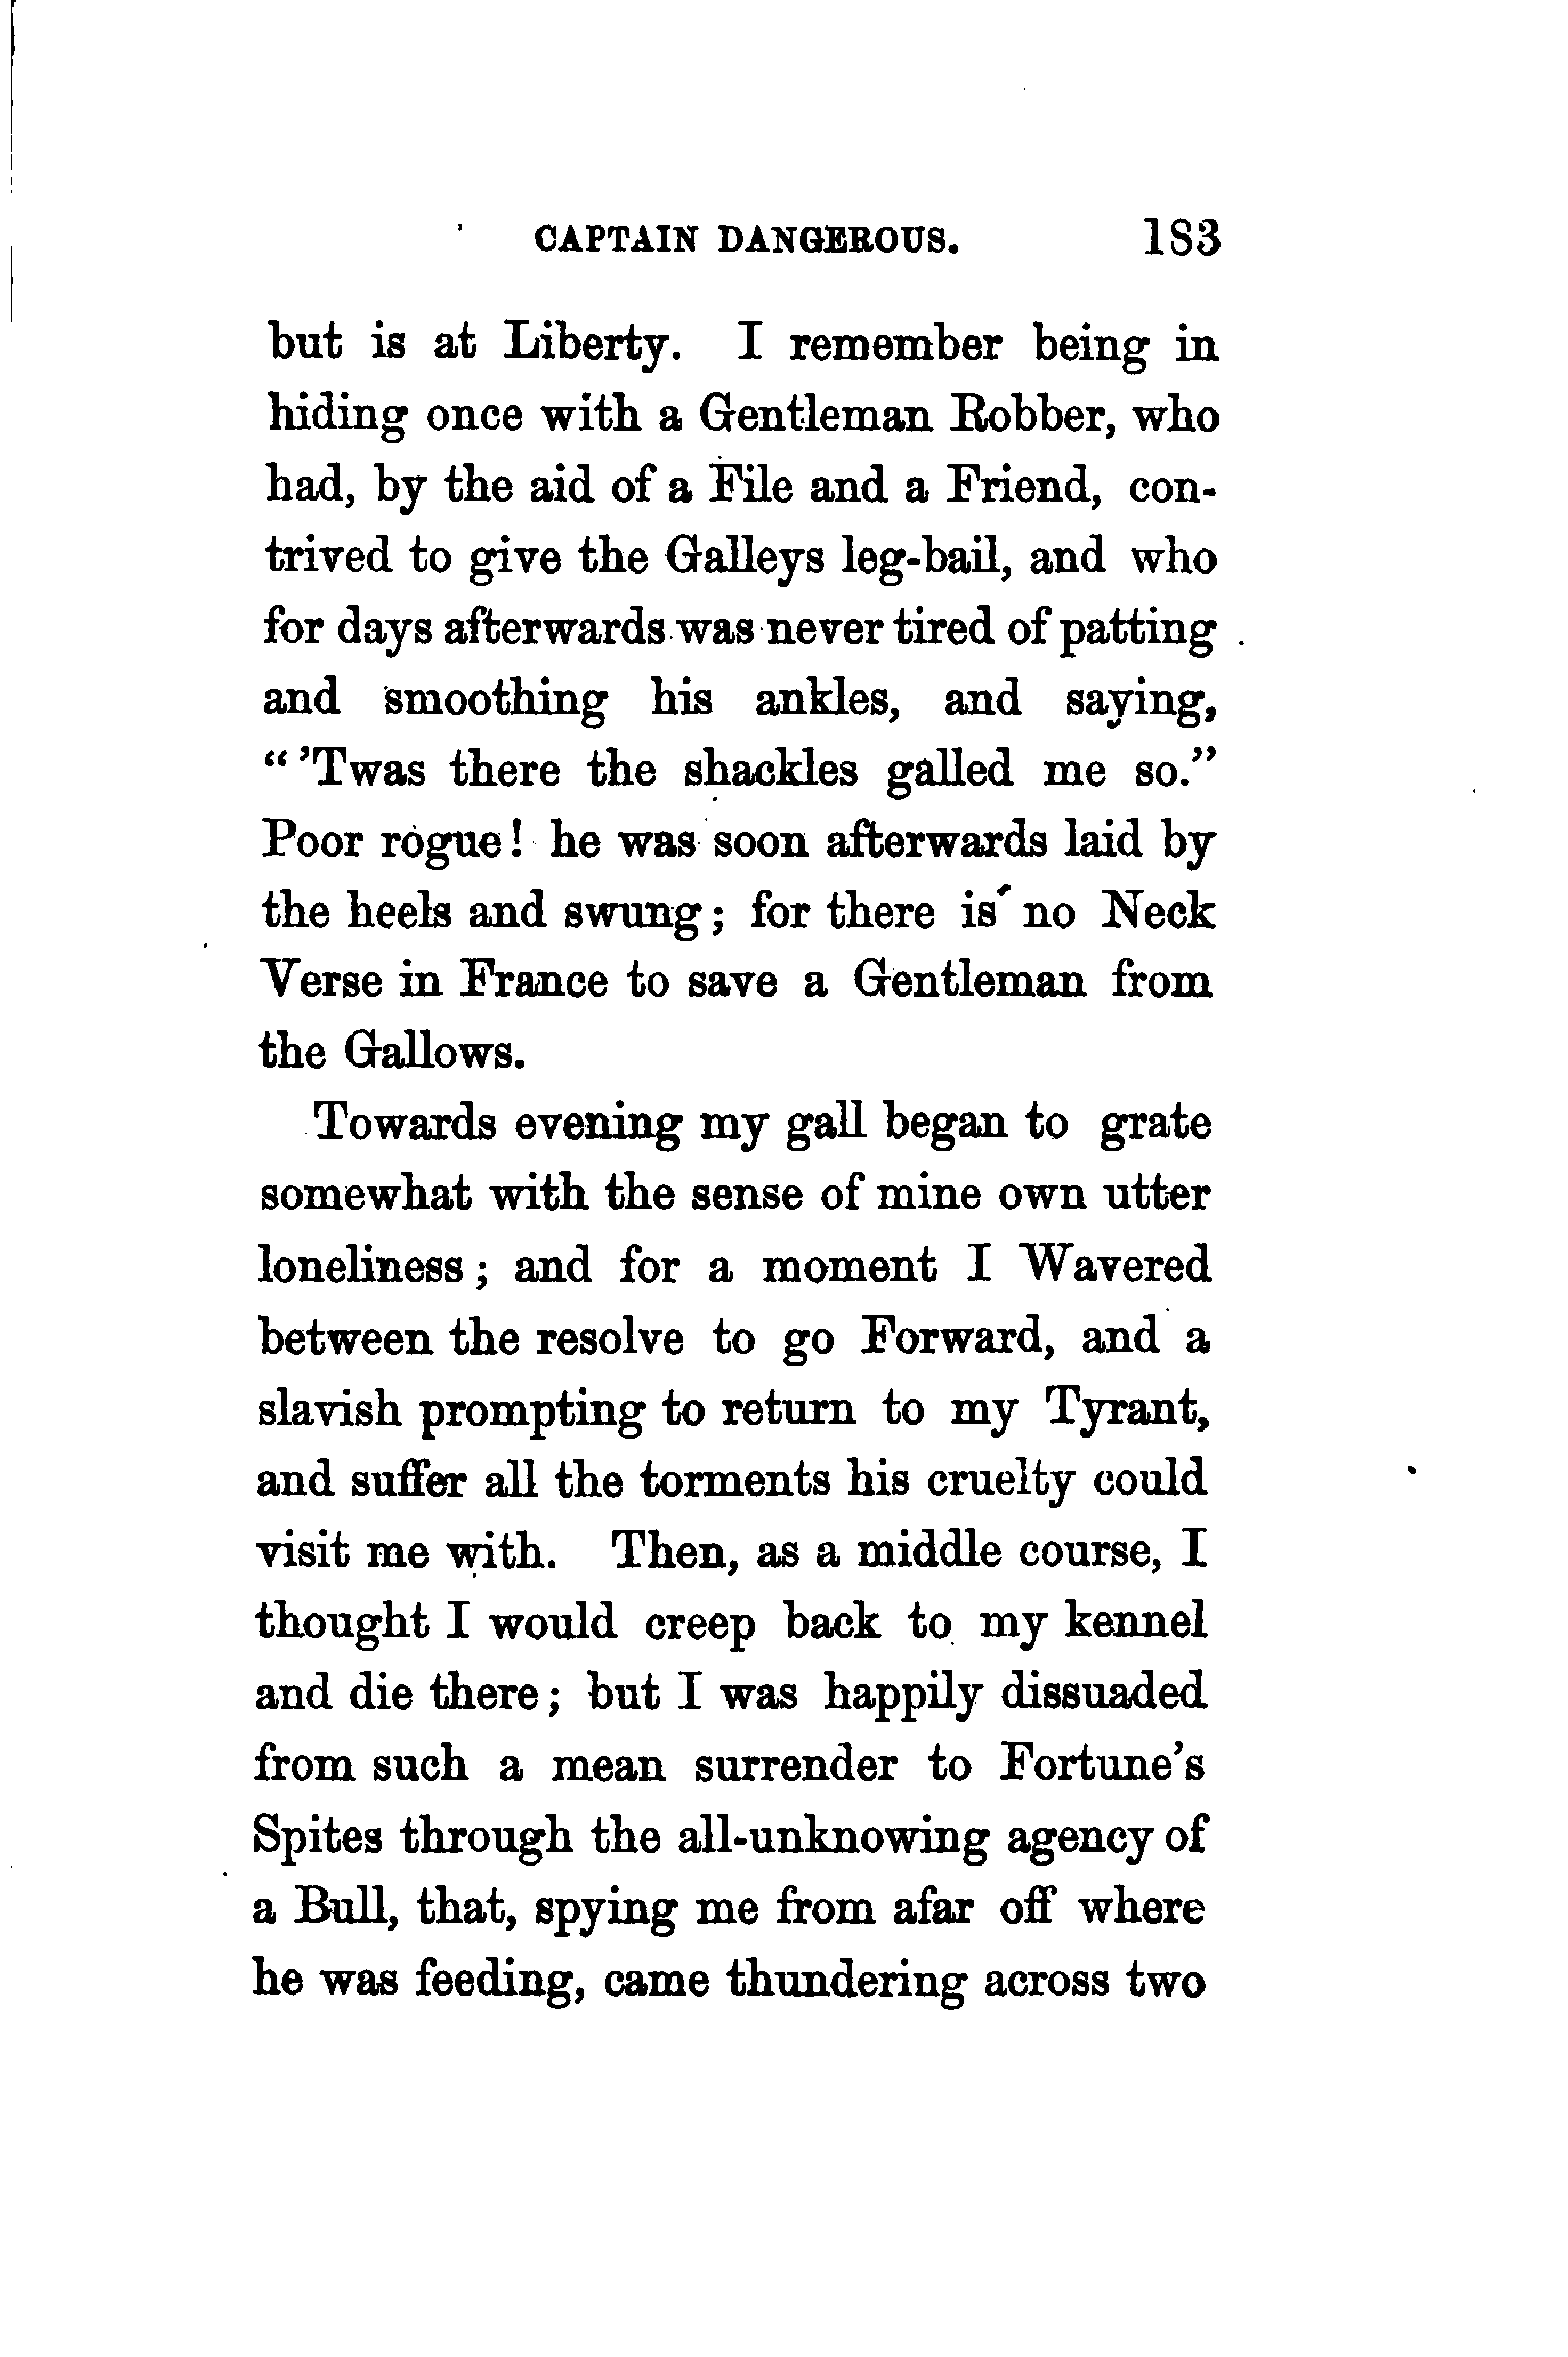 CAPTAIN DANGEROUS. 183
but is at Liberty. I remember being in
hiding once with a Gentleman Robber, who
had, by the aid of a File and a Friend, con-
trived to give the Galleys leg-bail, and who
for days afterwards was never tired of patting
and smoothing his ankles, and saying,
“ ’Twas there the shackles galled me so.”
Poor rogue! he was soon afterwards laid by
the heels and swung; for there is no Neck
Verse in France to save a Gentleman from
the Gallows.
Towards evening my gall began to grate
somewhat with the sense of mine own utter
loneliness; and for a moment I Wavered
between the resolve to go Forward, and a
slavish prompting to return to my Tyrant,
and suffer all the torments his cruelty could
visit me with. Then, as a middle course, I
thought I would creep back to my kennel
and die there; but I was happily dissuaded
from such a mean surrender to Fortune’s
Spites through the all-unknowing agency of
a Bull, that, spying me from afar off where
he was feeding, came thundering across two